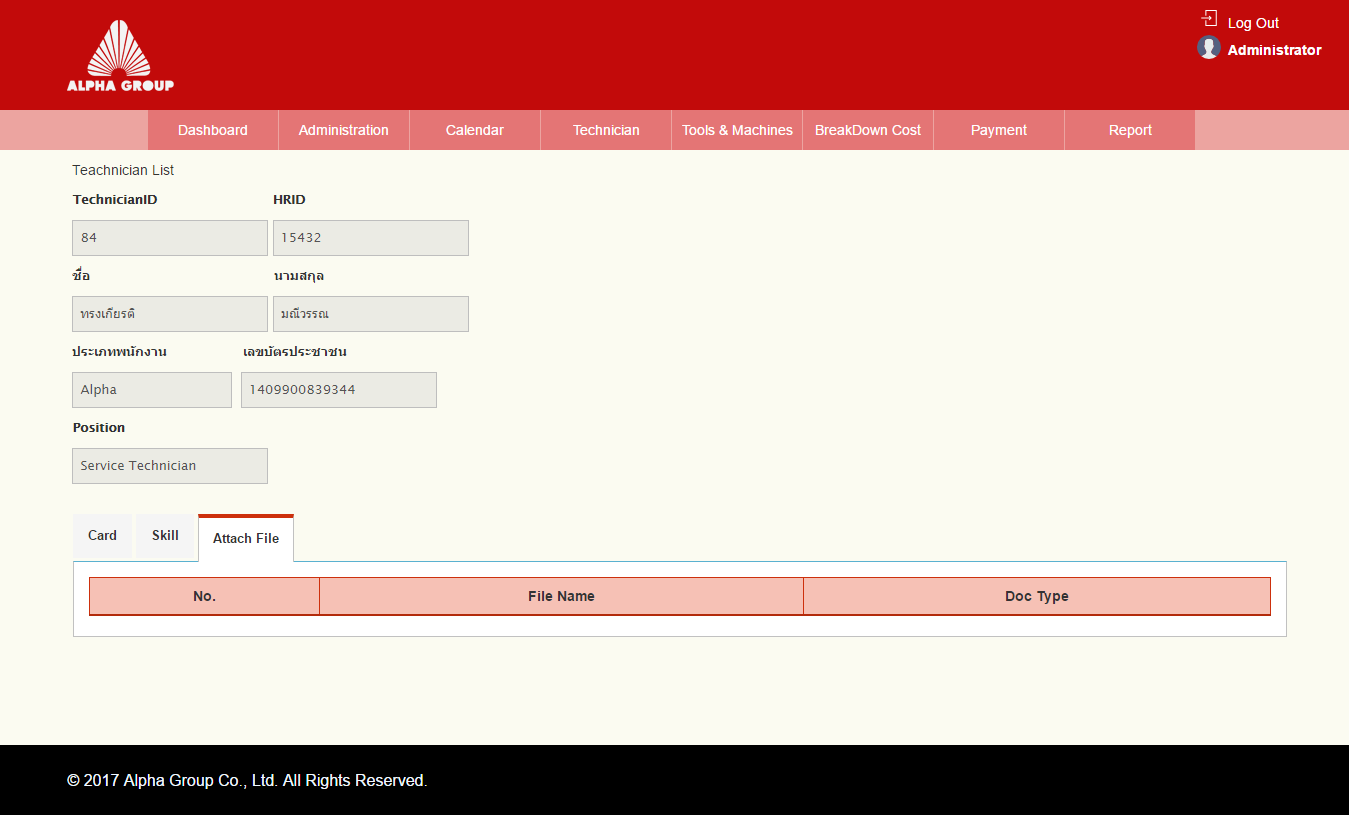 Log Out
ALPHA GROUP
Administrator
Dashboard Administration Calendar Technician Tools & Machines BreakDown Cost Payment Report
Teachnician List
TechnicianID HRID
84 15432
ชื่อ นามสกุล
ทรงเกียรติ มณีวรรณ
ประเภทพนักงาน เลขบัตรประชาชน
Alpha 1409900839344
Position
Service Technician
Card Skill Attach File
No. File Name Doc Type
© 2017 Alpha Group Co., Ltd. All Rights Reserved.